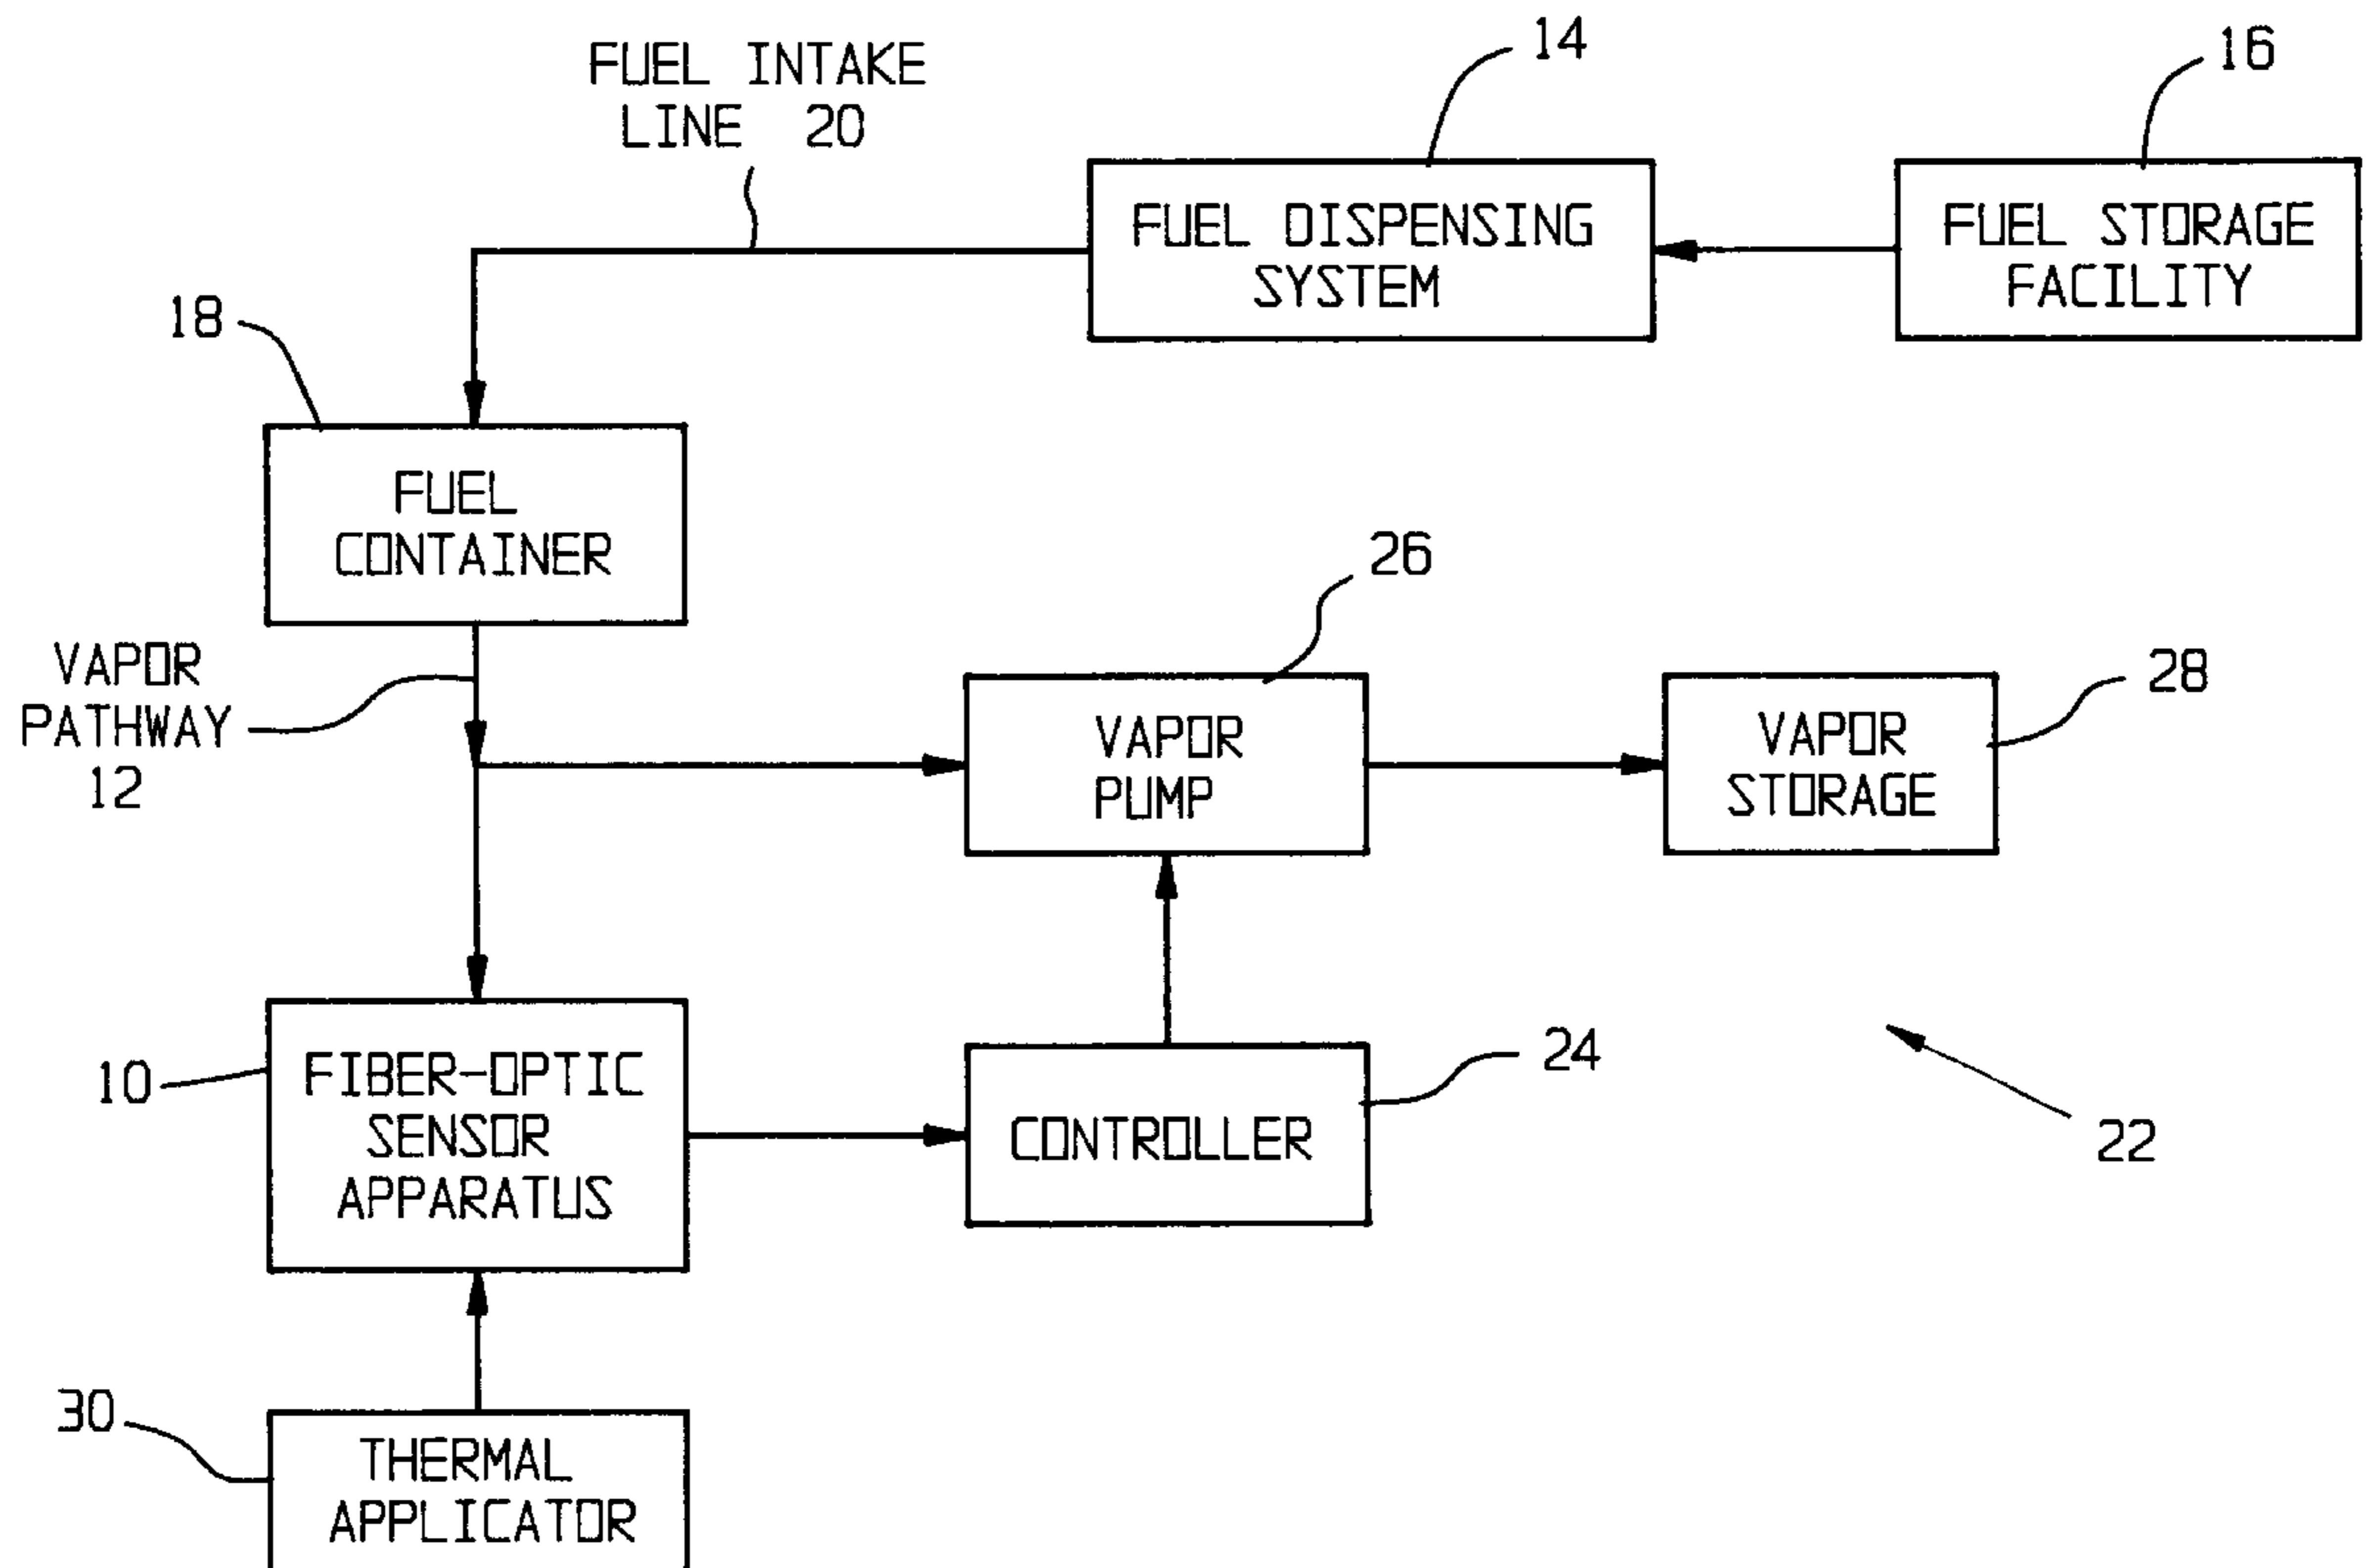 FUEL INTAKE
LINE 20
14
16
FUEL DISPENSING
SYSTEM
FUEL STORAGE
FACILITY
18
FUEL
CONTAINER
26
VAPOR
PATHWAY
12
VAPOR
PUMP
28
VAPOR
STORAGE
10
FIBER-OPTIC
SENSOR
APPARATUS
24
CONTROLLER
22
30
THERMAL
APPLICATOR